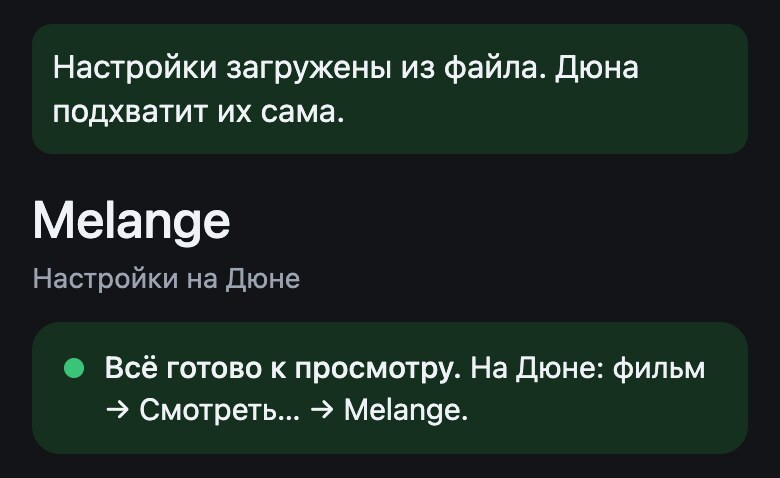 Настройки загружены из файла. Дюна
подхватит их сама.
Melange
Настройки на Дюне
Всё готово к просмотру. На Дюне: фильм
→ Смотреть... → Melange.